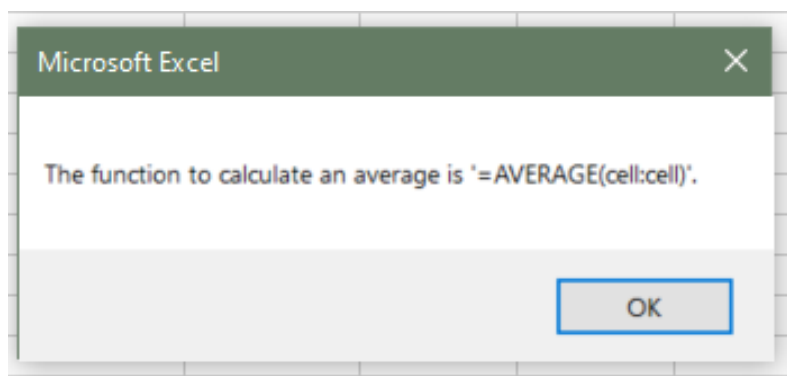 Microsoft Excel
The function to calculate an average is '=AVERAGE(cell:cell)'.
OK